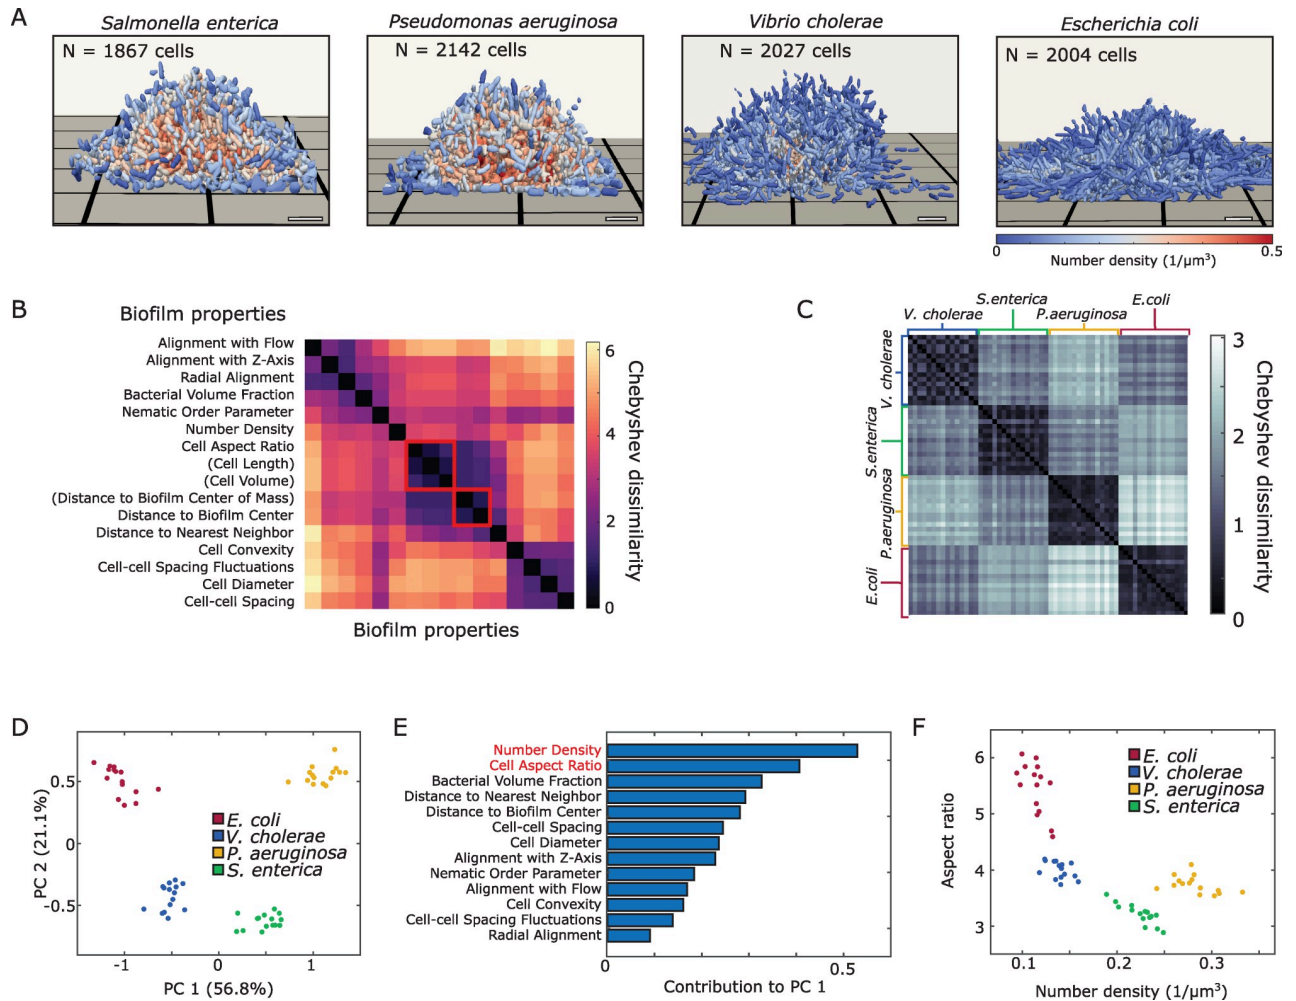 A
Salmonella enterica
Pseudomonas aeruginosa
Vibrio cholerae
Escherichia coli
N = 1867 cells
N = 2142 cells
N = 2027 cells
N = 2004 cells
0
0.5
Number density (1/μm³)
B
Biofilm properties
Alignment with Flow
Alignment with Z-Axis
Radial Alignment
Bacterial Volume Fraction
Nematic Order Parameter
Number Density
Cell Aspect Ratio
(Cell Length)
(Cell Volume)
(Distance to Biofilm Center of Mass)
Distance to Biofilm Center
Distance to Nearest Neighbor
Cell Convexity
Cell-cell Spacing Fluctuations
Cell Diameter
Cell-cell Spacing
Biofilm properties
6
4
2
0
Chebyshev dissimilarity
C
V. cholerae
S.enterica
P.aeruginosa
E.coli
V. cholerae
S.enterica
P.aeruginosa
E.coli
3
2
1
0
Chebyshev dissimilarity
D
PC 2 (21.1%)
0.5
0
-0.5
E. coli
V. cholerae
P. aeruginosa
S. enterica
-1
0
1
PC 1 (56.8%)
E
Number Density
Cell Aspect Ratio
Bacterial Volume Fraction
Distance to Nearest Neighbor
Distance to Biofilm Center
Cell-cell Spacing
Cell Diameter
Alignment with Z-Axis
Nematic Order Parameter
Alignment with Flow
Cell Convexity
Cell-cell Spacing Fluctuations
Radial Alignment
0
0.5
Contribution to PC 1
F
Aspect ratio
6
5
4
3
E. coli
V. cholerae
P. aeruginosa
S. enterica
0.1
0.2
0.3
Number density (1/μm³)